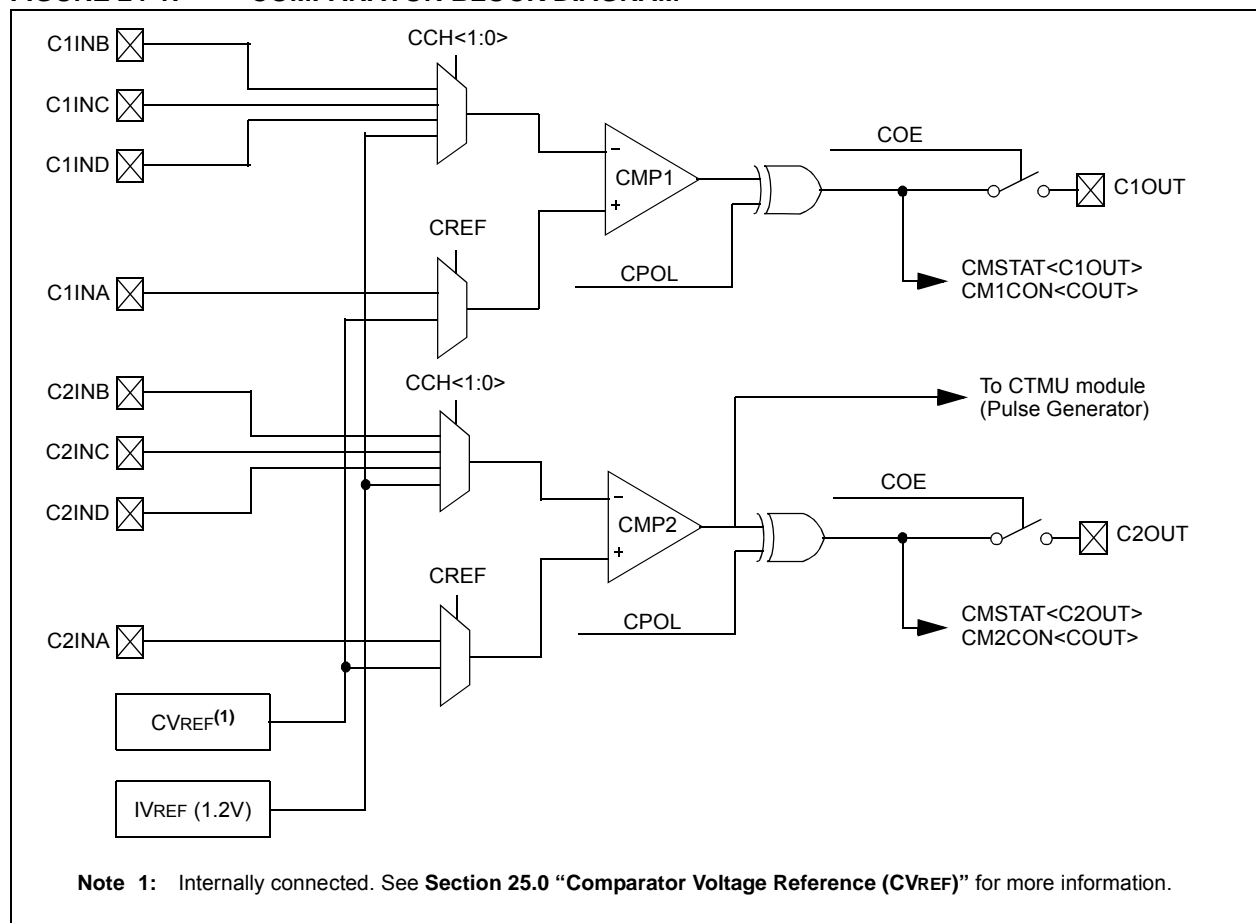 C1INB
CCH<1:0>
C1INC
C1IND
COE
CMP1
C1OUT
CREF
CPOL
CMSTAT<C1OUT>
CM1CON<COUT>
C1INA
C2INB
CCH<1:0>
To CTMU module
(Pulse Generator)
C2INC
C2IND
COE
CMP2
C2OUT
CREF
CPOL
CMSTAT<C2OUT>
CM2CON<COUT>
C2INA
CVREF(1)
IVREF (1.2V)
Note 1: Internally connected. See Section 25.0 “Comparator Voltage Reference (CVREF)” for more information.